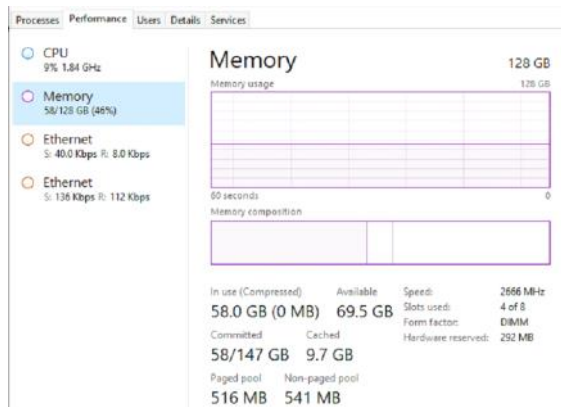 Processes Performance Users Details Services
CPU
9% 1.84 GHz
Memory
58/128 GB (46%)
Ethernet
S: 40.0 Kbps R: 8.0 Kbps
Ethernet
S: 136 Kbps R: 112 Kbps
Memory 128 GB
Memory usage 128 GB
60 seconds 0
Memory composition
In use (Compressed) Available
58.0 GB (0 MB) 69.5 GB
Committed Cached
58/147 GB 9.7 GB
Paged pool Non-paged pool
516 MB 541 MB
Speed: 2666 MHz
Slots used: 4 of 8
Form factor: DIMM
Hardware reserved: 292 MB